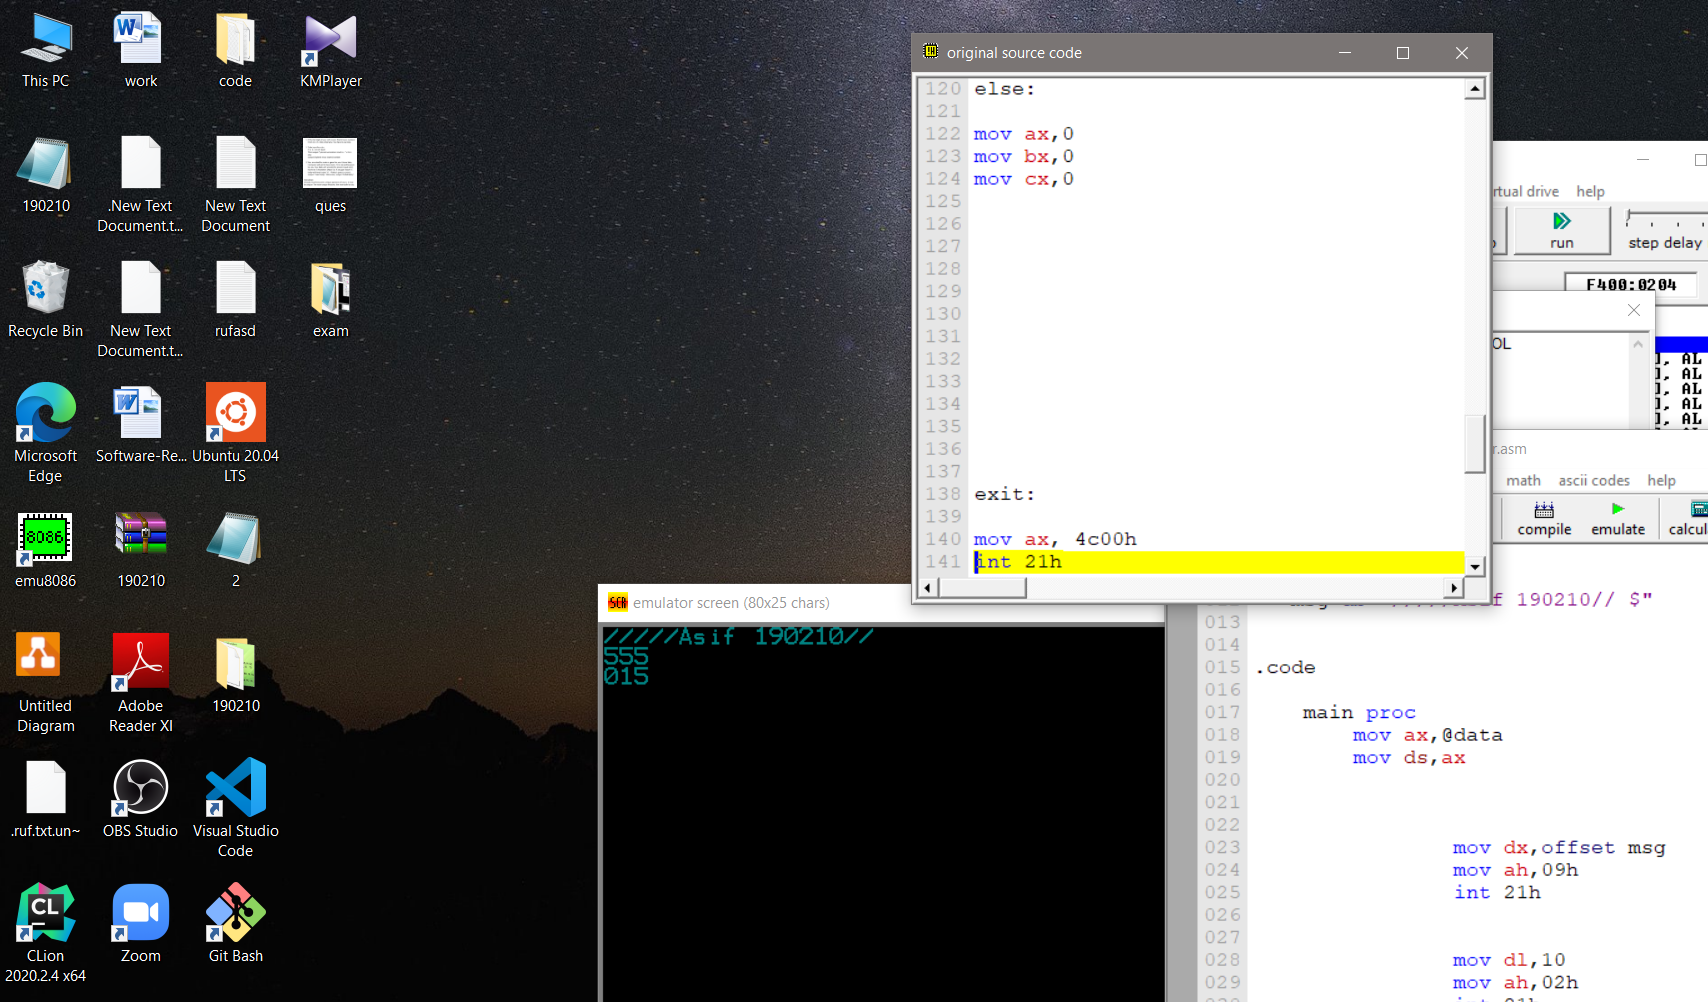 This PC
work
code
KMPlayer
190210
.New Text
Document.t...
New Text
Document
ques
Recycle Bin
New Text
Document.t...
rufasd
exam
Microsoft
Edge
Software-Re...
Ubuntu 20.04
LTS
8086
emu8086
190210
2
Untitled
Diagram
Adobe
Reader XI
190210
.ruf.txt.un~
OBS Studio
Visual Studio
Code
CL
CLion
2020.2.4 x64
Zoom
Git Bash
original source code
120 else:
121
122 mov ax,0
123 mov bx,0
124 mov cx,0
125
126
127
128
129
130
131
132
133
134
135
136
137
138 exit:
139
140 mov ax, 4c00h
141 int 21h
rtual drive help
run
step delay
F400:0204
OL
], AL
], AL
], AL
], AL
], AL
r.asm
math ascii codes help
compile
emulate
calcul
SCR
emulator screen (80x25 chars)
/////Asif 190210//
555
015
f 190210// $"
013
014
015 .code
016
017 main proc
018 mov ax,@data
019 mov ds,ax
020
021
022
023 mov dx,offset msg
024 mov ah,09h
025 int 21h
026
027
028 mov dl,10
029 mov ah,02h